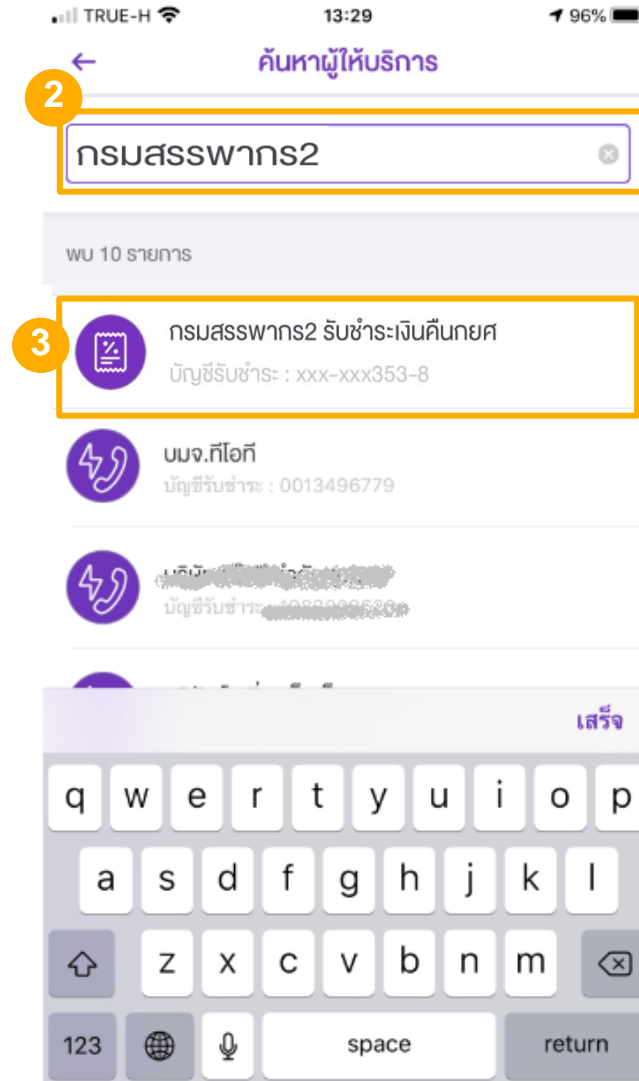 TRUE-H 13:29 96%
ค้นหาผู้ให้บริการ
2
กรมสรรพากร2
พบ 10 รายการ
3
กรมสรรพากร2 รับชำระเงินคืนกยศ
บัญชีรับชำระ : xxx-xxx353-8
บมจ.ทีโอที
บัญชีรับชำระ : 0013496779
บัญชีรับชำระ
เสร็จ
q w e r t y u i o p
a s d f g h j k l
z x c v b n m
123 space return